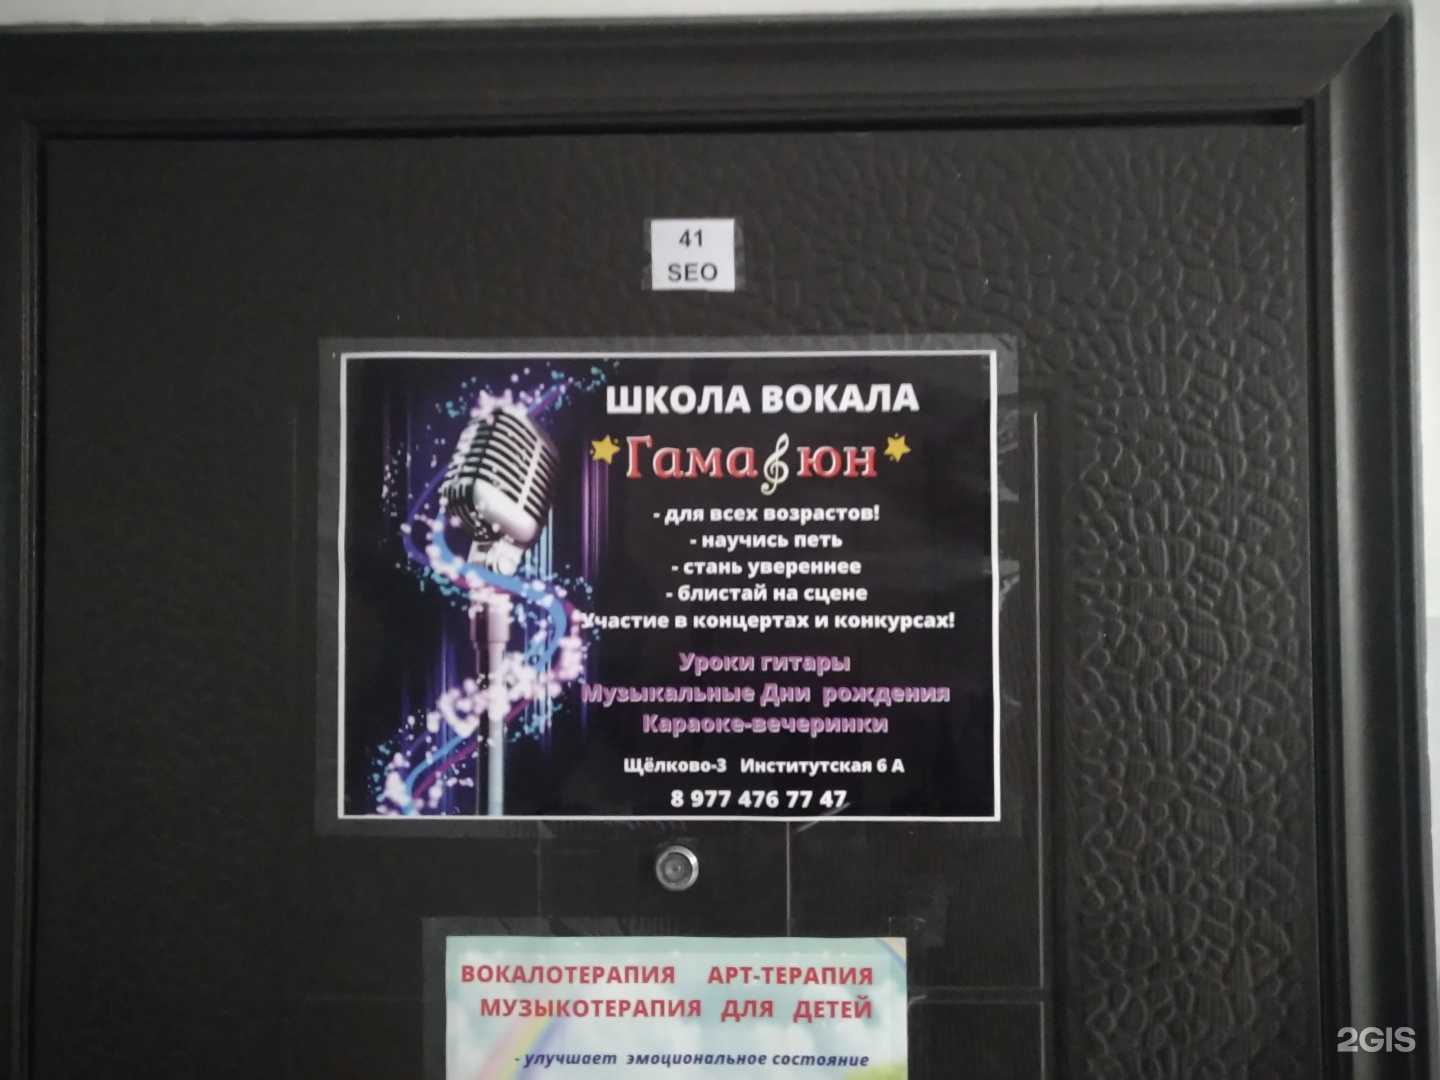 41
SEO
ШКОЛА ВОКАЛА
Гамаюн
- для всех возрастов!
- научись петь
- стань увереннее
- блистай на сцене
Участие в концертах и конкурсах!
Уроки гитары
Музыкальные Дни рождения
Караоке-вечеринки
Щёлково-3 Институтская 6 А
8 977 476 77 47
ВОКАЛОТЕРАПИЯ АРТ-ТЕРАПИЯ
МУЗЫКОТЕРАПИЯ ДЛЯ ДЕТЕЙ
- улучшает эмоциональное состояние
2GIS